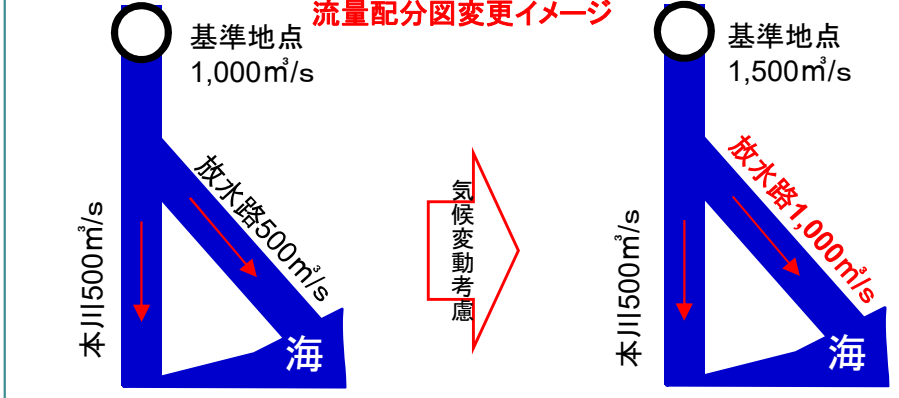 流量配分図変更イメージ
基準地点
1,000㎥/s
放水路500㎥/s
本川500㎥/s
海
気候変動考慮
基準地点
1,500㎥/s
放水路1,000㎥/s
本川500㎥/s
海